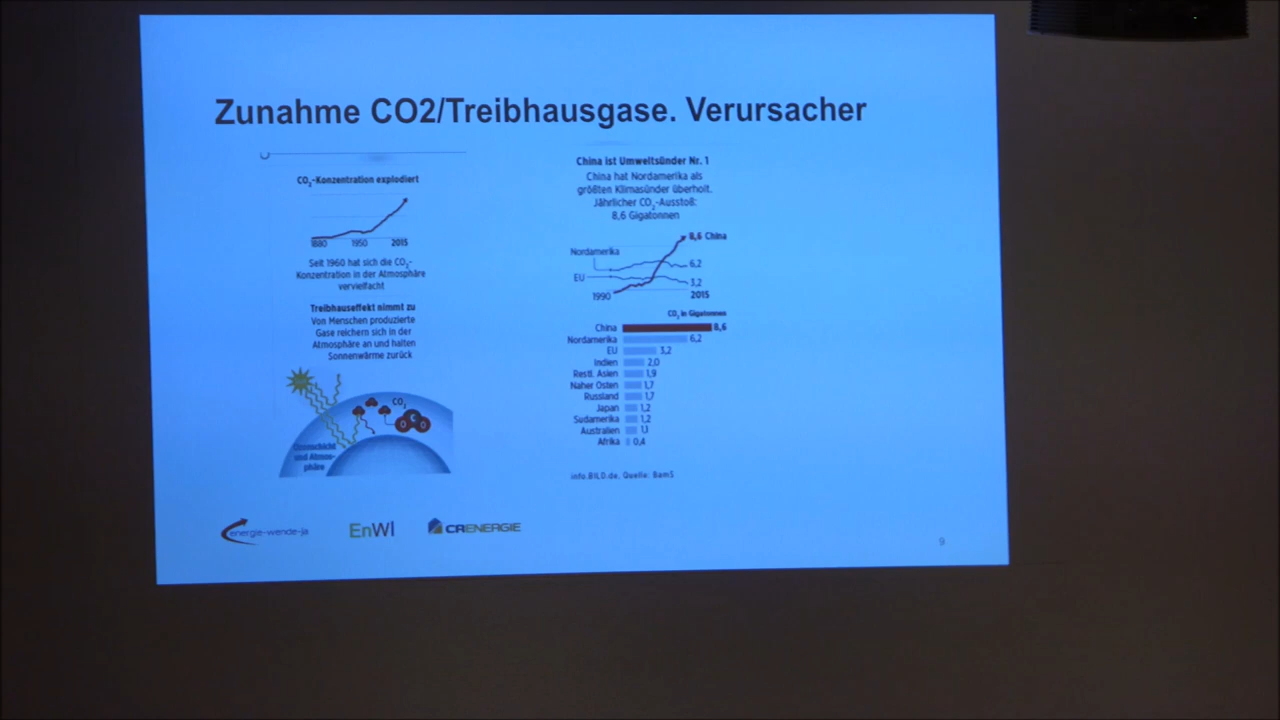 Zunahme CO2/Treibhausgase. Verursacher
CO₂-Konzentration explodiert
1880 1950 2015
Seit 1960 hat sich die CO₂-
Konzentration in der Atmosphäre
vervielfacht
Treibhauseffekt nimmt zu
Von Menschen produzierte
Gase reichern sich in der
Atmosphäre an und halten
Sonnenwärme zurück
CO₂
O C O
Ozonschicht
und Atmos-
phäre
China ist Umweltsünder Nr. 1
China hat Nordamerika als
größten Klimasünder überholt.
Jährlicher CO₂-Ausstoß:
8,6 Gigatonnen
8,6 China
Nordamerika
6,2
EU
3,2
1990 2015
CO₂ in Gigatonnen
China 8,6
Nordamerika 6,2
EU 3,2
Indien 2,0
Restl. Asien 1,9
Naher Osten 1,7
Russland 1,7
Japan 1,2
Südamerika 1,2
Australien 1,1
Afrika 0,4
info.BILD.de, Quelle: BamS
energie-wende-ja
EnWI
CRENERGIE
9